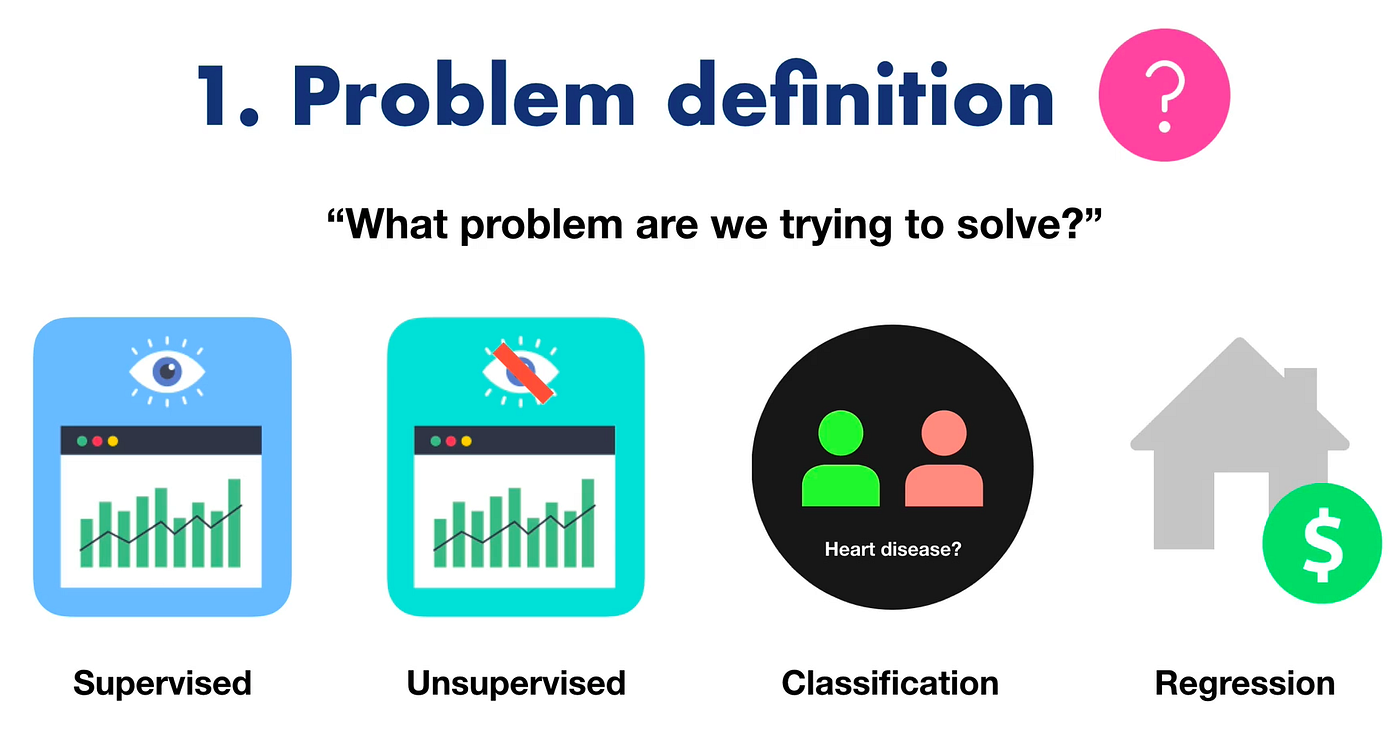 1. Problem definition ?
“What problem are we trying to solve?”
Heart disease?
$
Supervised
Unsupervised
Classification
Regression